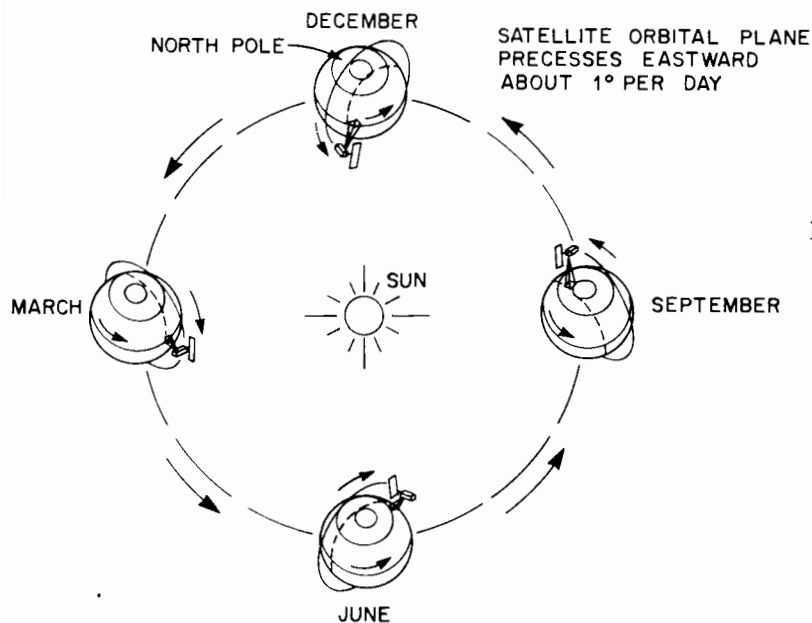 DECEMBER
NORTH POLE
SATELLITE ORBITAL PLANE
PRECESSES EASTWARD
ABOUT 1° PER DAY
SUN
MARCH
SEPTEMBER
JUNE